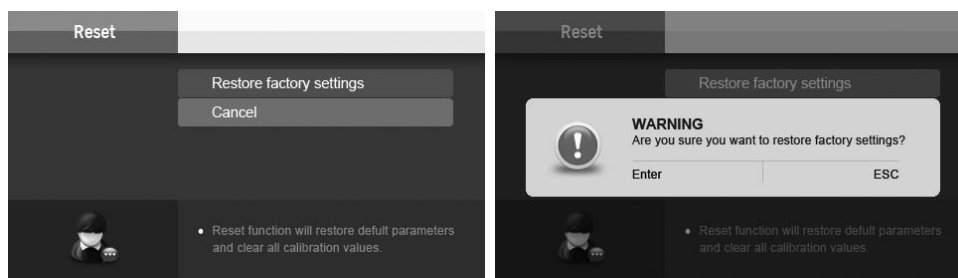 Reset
Restore factory settings
Cancel
Reset function will restore defult parameters
and clear all calibration values.
Reset
Restore factory settings
WARNING
Are you sure you want to restore factory settings?
Enter
ESC
Reset function will restore defult parameters
and clear all calibration values.